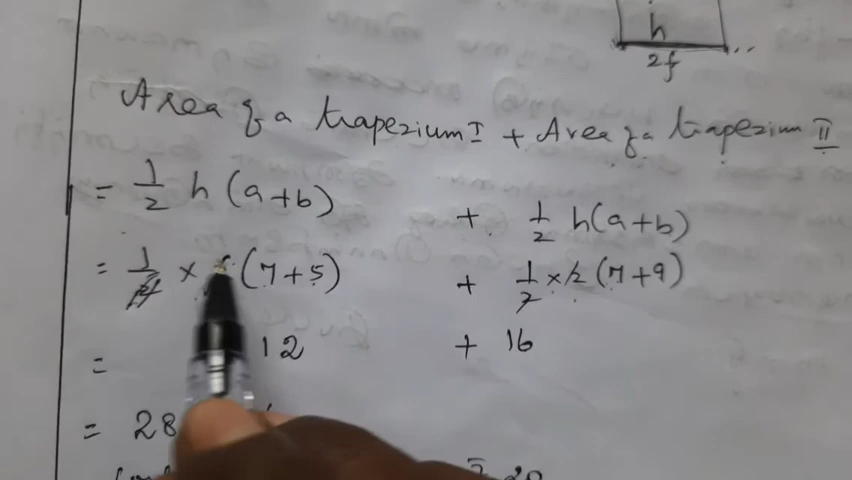 h
2f
Area of a trapezium I + Area of a trapezium II
= 1/2 h (a+b) + 1/2 h(a+b)
= 1/2 × (7+5) + 1/2 × 2 (7+9)
= 12 + 16
= 28